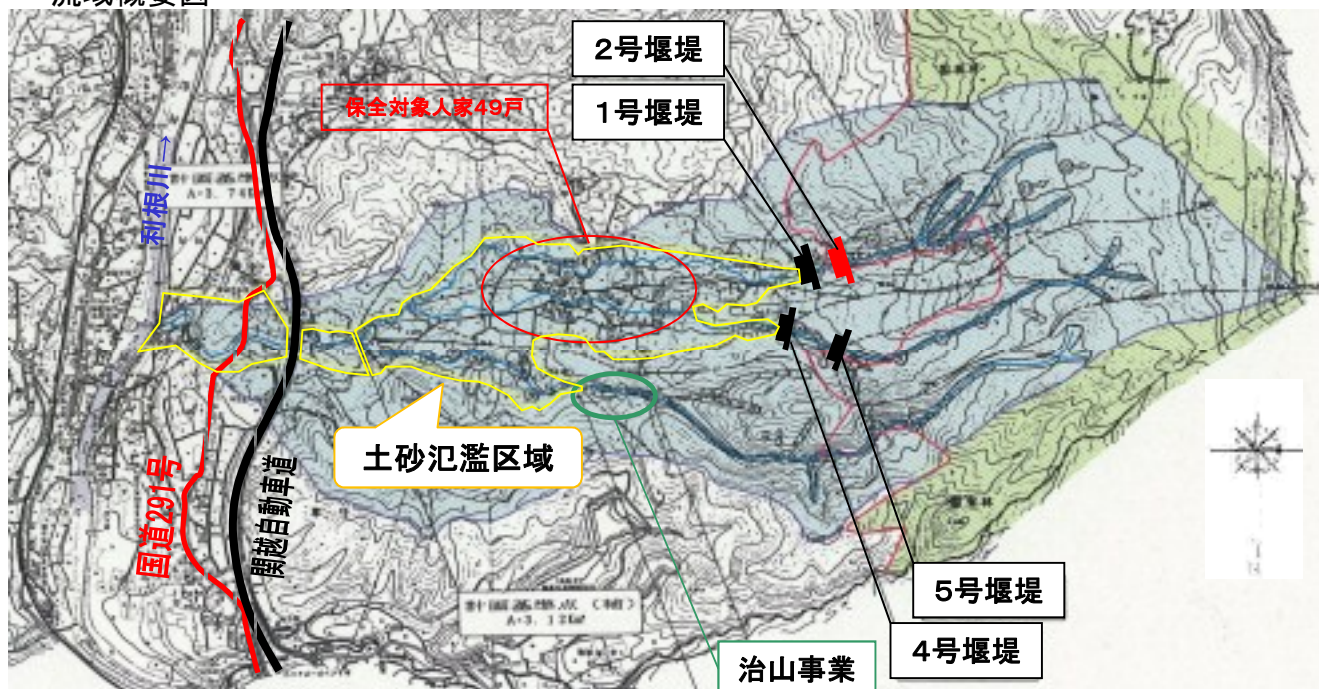 流域概要図
2号堰堤
1号堰堤
保全対象人家49戸
利根川→
土砂氾濫区域
国道291号
関越自動車道
5号堰堤
4号堰堤
治山事業